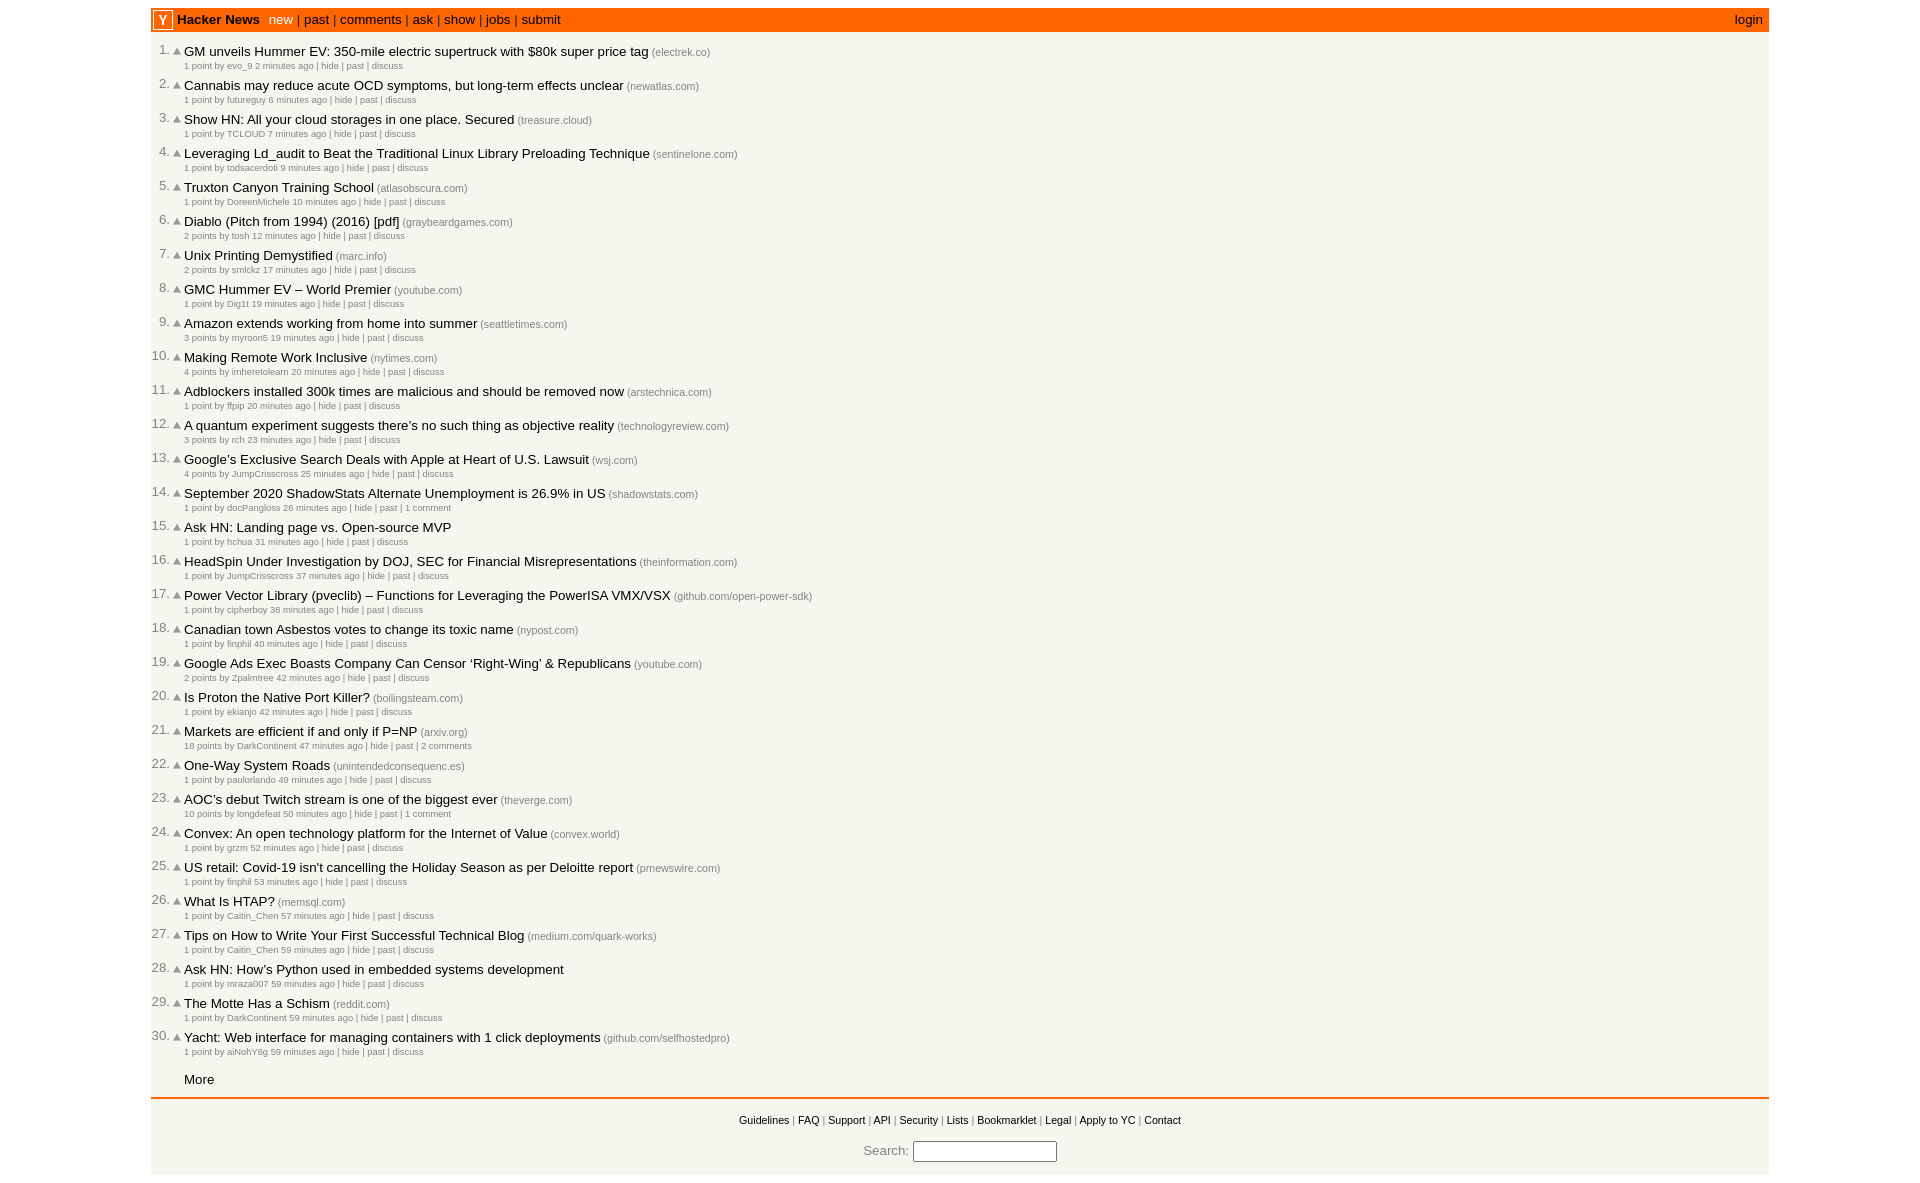 Y Hacker News new | past | comments | ask | show | jobs | submit login
1. GM unveils Hummer EV: 350-mile electric supertruck with $80k super price tag (electrek.co)
1 point by evo_9 2 minutes ago | hide | past | discuss
2. Cannabis may reduce acute OCD symptoms, but long-term effects unclear (newatlas.com)
1 point by futureguy 6 minutes ago | hide | past | discuss
3. Show HN: All your cloud storages in one place. Secured (treasure.cloud)
1 point by TCLOUD 7 minutes ago | hide | past | discuss
4. Leveraging Ld_audit to Beat the Traditional Linux Library Preloading Technique (sentinelone.com)
1 point by todsacerdoti 9 minutes ago | hide | past | discuss
5. Truxton Canyon Training School (atlasobscura.com)
1 point by DoreenMichele 10 minutes ago | hide | past | discuss
6. Diablo (Pitch from 1994) (2016) [pdf] (graybeardgames.com)
2 points by tosh 12 minutes ago | hide | past | discuss
7. Unix Printing Demystified (marc.info)
2 points by smlckz 17 minutes ago | hide | past | discuss
8. GMC Hummer EV – World Premier (youtube.com)
1 point by Dig1t 19 minutes ago | hide | past | discuss
9. Amazon extends working from home into summer (seattletimes.com)
3 points by myroon5 19 minutes ago | hide | past | discuss
10. Making Remote Work Inclusive (nytimes.com)
4 points by imheretolearn 20 minutes ago | hide | past | discuss
11. Adblockers installed 300k times are malicious and should be removed now (arstechnica.com)
1 point by ffpip 20 minutes ago | hide | past | discuss
12. A quantum experiment suggests there’s no such thing as objective reality (technologyreview.com)
3 points by rch 23 minutes ago | hide | past | discuss
13. Google’s Exclusive Search Deals with Apple at Heart of U.S. Lawsuit (wsj.com)
4 points by JumpCrisscross 25 minutes ago | hide | past | discuss
14. September 2020 ShadowStats Alternate Unemployment is 26.9% in US (shadowstats.com)
1 point by docPangloss 26 minutes ago | hide | past | 1 comment
15. Ask HN: Landing page vs. Open-source MVP
1 point by hchua 31 minutes ago | hide | past | discuss
16. HeadSpin Under Investigation by DOJ, SEC for Financial Misrepresentations (theinformation.com)
1 point by JumpCrisscross 37 minutes ago | hide | past | discuss
17. Power Vector Library (pveclib) – Functions for Leveraging the PowerISA VMX/VSX (github.com/open-power-sdk)
1 point by cipherboy 38 minutes ago | hide | past | discuss
18. Canadian town Asbestos votes to change its toxic name (nypost.com)
1 point by finphil 40 minutes ago | hide | past | discuss
19. Google Ads Exec Boasts Company Can Censor ‘Right-Wing’ & Republicans (youtube.com)
2 points by Zpalmtree 42 minutes ago | hide | past | discuss
20. Is Proton the Native Port Killer? (boilingsteam.com)
1 point by ekianjo 42 minutes ago | hide | past | discuss
21. Markets are efficient if and only if P=NP (arxiv.org)
18 points by DarkContinent 47 minutes ago | hide | past | 2 comments
22. One-Way System Roads (unintendedconsequenc.es)
1 point by paulorlando 49 minutes ago | hide | past | discuss
23. AOC’s debut Twitch stream is one of the biggest ever (theverge.com)
10 points by longdefeat 50 minutes ago | hide | past | 1 comment
24. Convex: An open technology platform for the Internet of Value (convex.world)
1 point by grzm 52 minutes ago | hide | past | discuss
25. US retail: Covid-19 isn't cancelling the Holiday Season as per Deloitte report (prnewswire.com)
1 point by finphil 53 minutes ago | hide | past | discuss
26. What Is HTAP? (memsql.com)
1 point by Caitin_Chen 57 minutes ago | hide | past | discuss
27. Tips on How to Write Your First Successful Technical Blog (medium.com/quark-works)
1 point by Caitin_Chen 59 minutes ago | hide | past | discuss
28. Ask HN: How’s Python used in embedded systems development
1 point by mraza007 59 minutes ago | hide | past | discuss
29. The Motte Has a Schism (reddit.com)
1 point by DarkContinent 59 minutes ago | hide | past | discuss
30. Yacht: Web interface for managing containers with 1 click deployments (github.com/selfhostedpro)
1 point by aiNohY6g 59 minutes ago | hide | past | discuss
More
Guidelines | FAQ | Support | API | Security | Lists | Bookmarklet | Legal | Apply to YC | Contact
Search: